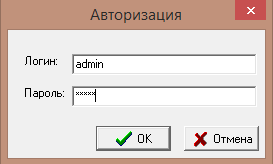 Авторизация
Логин: admin
Пароль: *****
OK Отмена